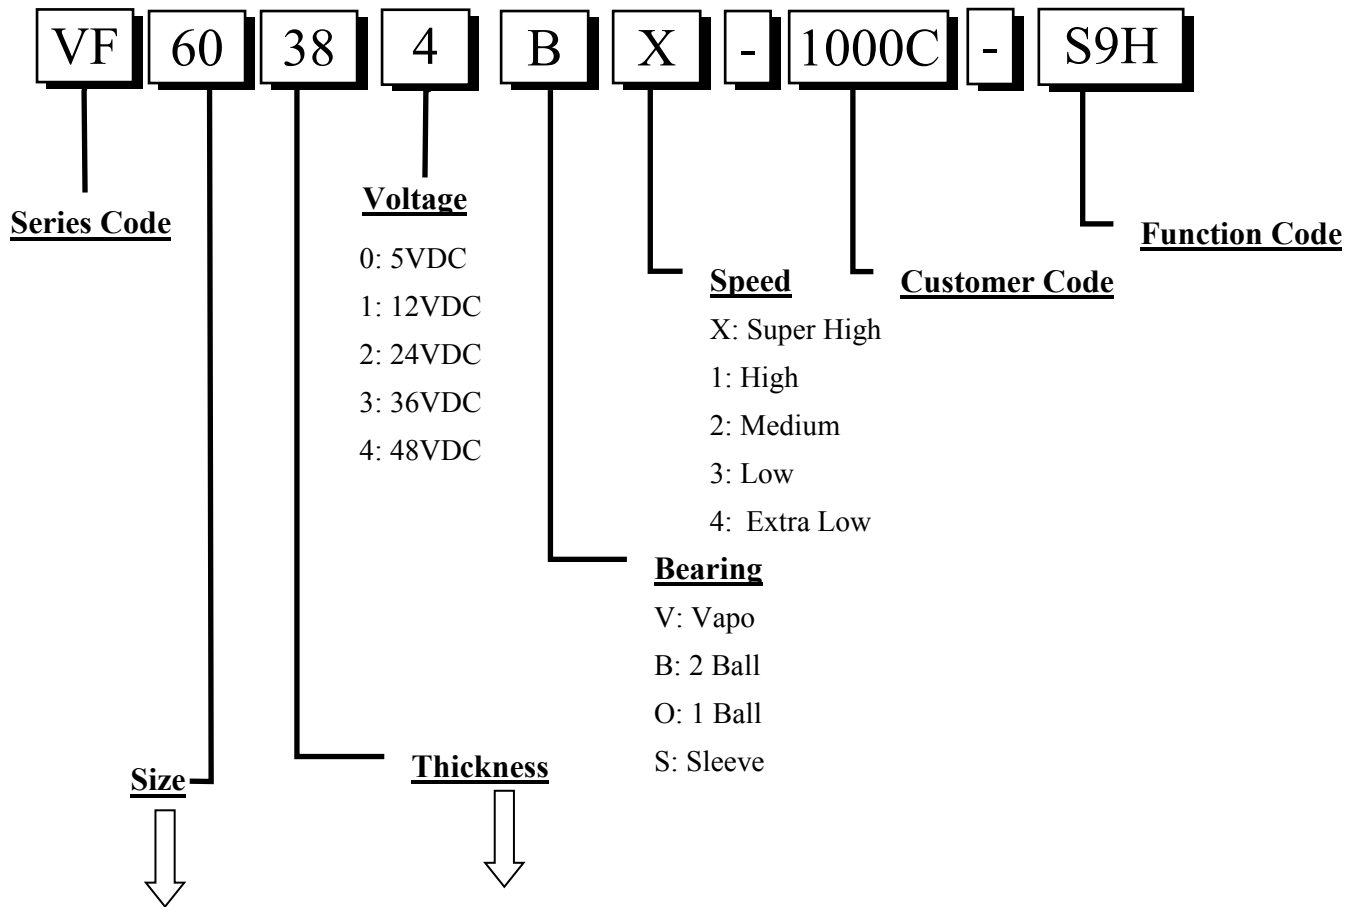 VF 60 38 4 B X - 1000C - S9H
Series Code
Voltage
0: 5VDC
1: 12VDC
2: 24VDC
3: 36VDC
4: 48VDC
Function Code
Customer Code
Speed
X: Super High
1: High
2: Medium
3: Low
4: Extra Low
Bearing
V: Vapo
B: 2 Ball
O: 1 Ball
S: Sleeve
Thickness
Size